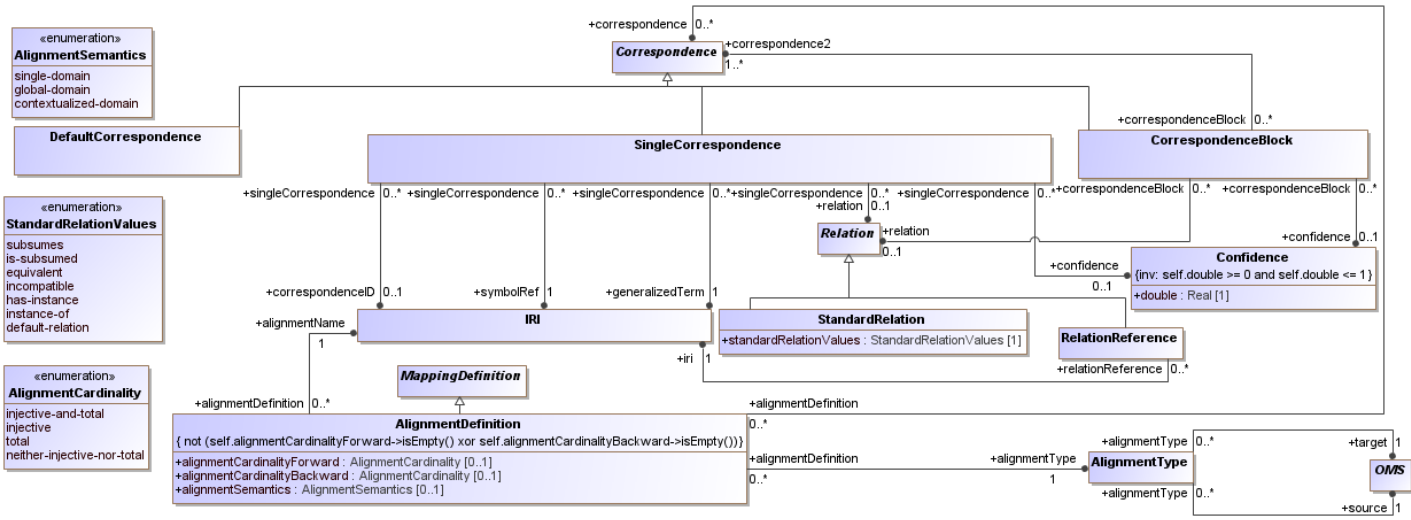 +correspondence 0..*
«enumeration»
AlignmentSemantics
single-domain
global-domain
contextualized-domain
Correspondence
+correspondence2
1..*
DefaultCorrespondence
SingleCorrespondence
+correspondenceBlock 0..*
CorrespondenceBlock
+singleCorrespondence 0..*
+singleCorrespondence 0..*
+singleCorrespondence 0..*
+singleCorrespondence 0..*
+singleCorrespondence 0..*
+correspondenceBlock 0..*
+correspondenceBlock 0..*
+relation 0..1
«enumeration»
StandardRelationValues
subsumes
is-subsumed
equivalent
incompatible
has-instance
instance-of
default-relation
Relation
+relation
0..1
+confidence 0..1
Confidence
{inv: self.double >= 0 and self.double <= 1 }
+double : Real [1]
+confidence
0..1
+correspondenceID 0..1
+symbolRef 1
+generalizedTerm 1
IRI
+alignmentName
1
StandardRelation
+standardRelationValues : StandardRelationValues [1]
RelationReference
+iri 1
+relationReference 0..*
«enumeration»
AlignmentCardinality
injective-and-total
injective
total
neither-injective-nor-total
MappingDefinition
+alignmentDefinition 0..*
AlignmentDefinition
{ not (self.alignmentCardinalityForward->isEmpty() xor self.alignmentCardinalityBackward->isEmpty())}
+alignmentCardinalityForward : AlignmentCardinality [0..1]
+alignmentCardinalityBackward : AlignmentCardinality [0..1]
+alignmentSemantics : AlignmentSemantics [0..1]
+alignmentDefinition
0..*
+alignmentDefinition
0..*
+alignmentType
1
+alignmentType 0..*
AlignmentType
+alignmentType 0..*
+target 1
OMS
+source 1